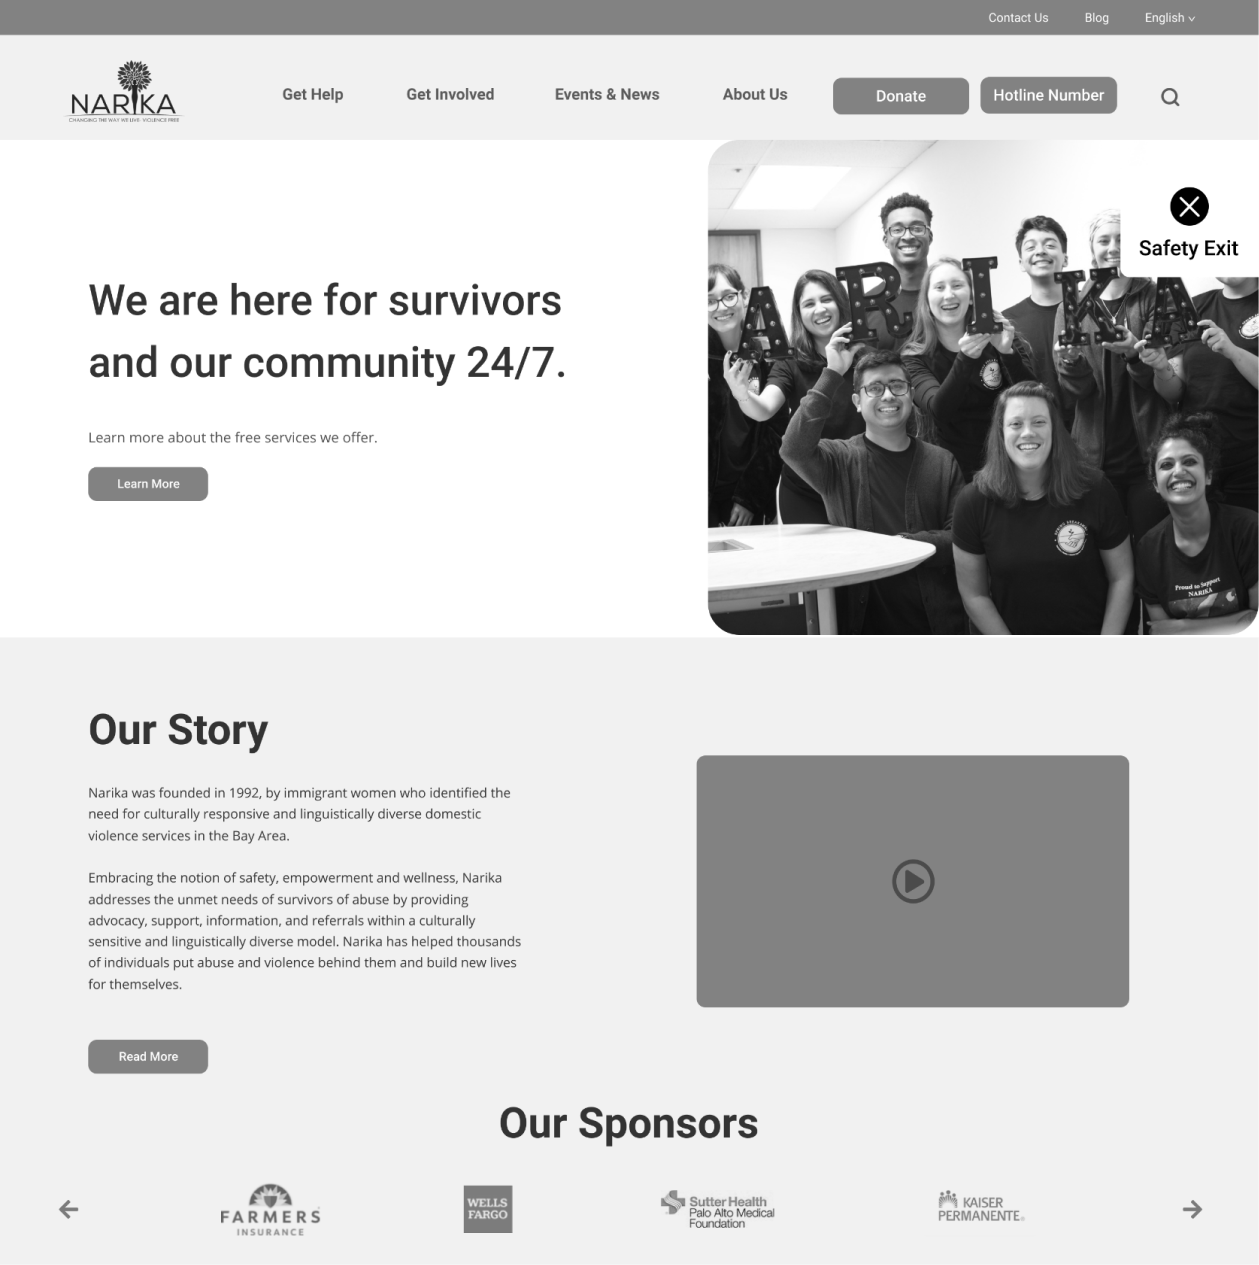 Contact Us Blog English
NARIKA
CHANGING THE WAY WE LIVE: VIOLENCE FREE
Get Help Get Involved Events & News About Us Donate Hotline Number
Safety Exit
ARIKA
We are here for survivors
and our community 24/7.
Learn more about the free services we offer.
Learn More
Proud to Support
NARIKA
Our Story
Narika was founded in 1992, by immigrant women who identified the
need for culturally responsive and linguistically diverse domestic
violence services in the Bay Area.
Embracing the notion of safety, empowerment and wellness, Narika
addresses the unmet needs of survivors of abuse by providing
advocacy, support, information, and referrals within a culturally
sensitive and linguistically diverse model. Narika has helped thousands
of individuals put abuse and violence behind them and build new lives
for themselves.
Read More
Our Sponsors
FARMERS
INSURANCE
WELLS
FARGO
Sutter Health
Palo Alto Medical
Foundation
KAISER
PERMANENTE®